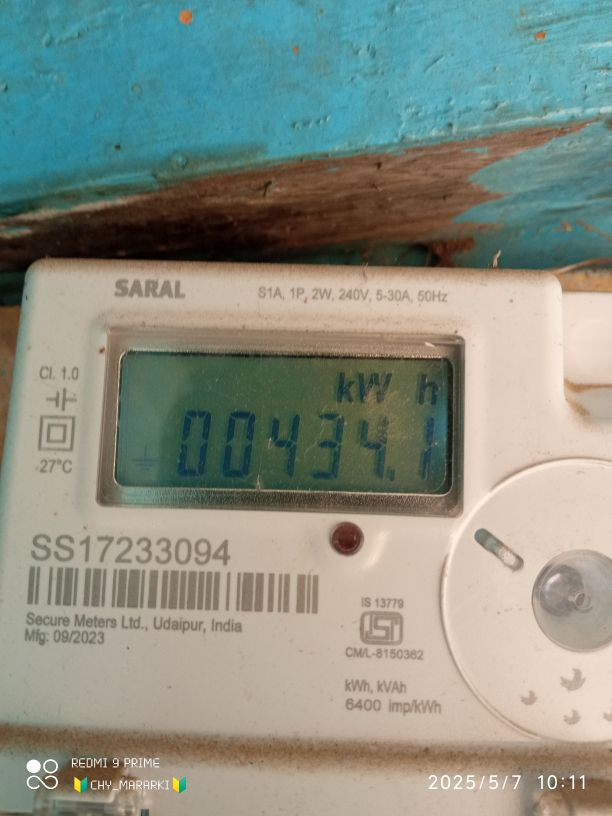 SARAL
S1A, 1P, 2W, 240V, 5-30A, 50Hz
Cl. 1.0
27°C
kW h
00434.1
SS17233094
Secure Meters Ltd., Udaipur, India
Mfg: 09/2023
IS 13779
ISI
CM/L-8150362
kWh, kVAh
6400 imp/kWh
REDMI 9 PRIME
🔰CHY_MARARKI🔰
2025/5/7 10:11